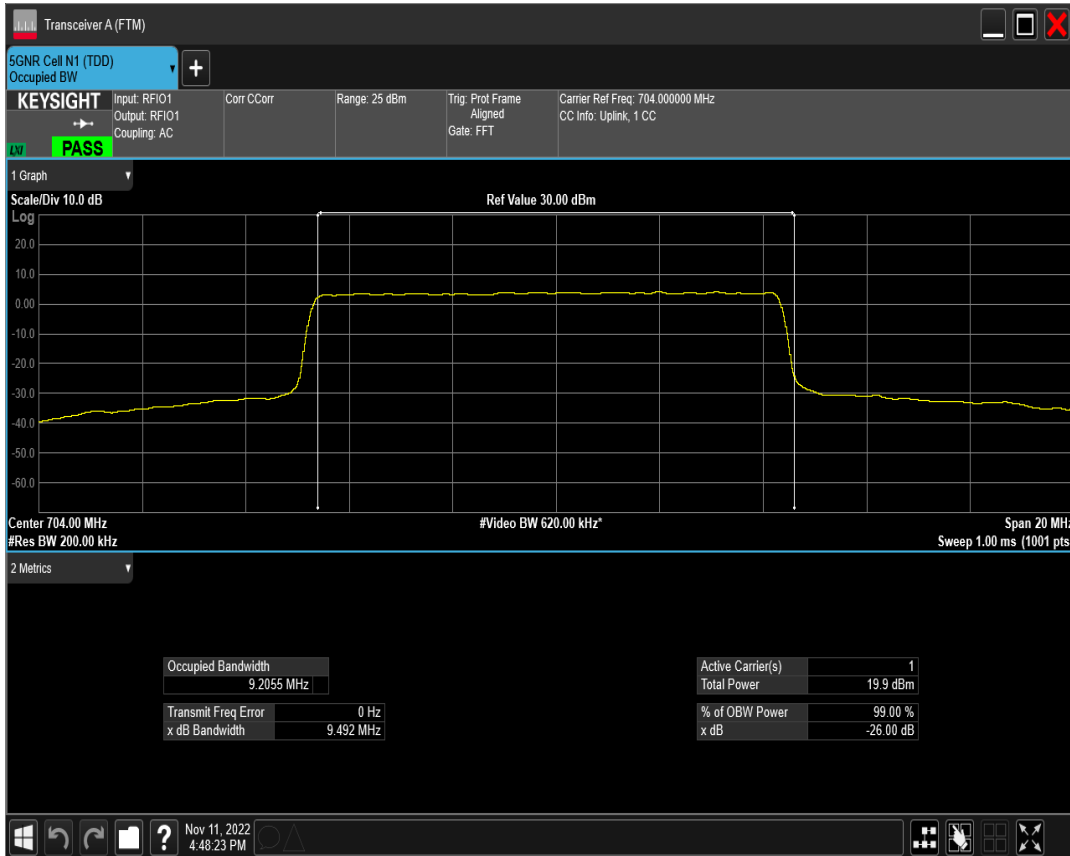 Transceiver A (FTM)
5GNR Cell N1 (TDD)
Occupied BW
+
KEYSIGHT
LXI
PASS
Input: RFIO1
Output: RFIO1
Coupling: AC
Corr CCorr
Range: 25 dBm
Trig: Prot Frame
Aligned
Gate: FFT
Carrier Ref Freq: 704.000000 MHz
CC Info: Uplink, 1 CC
1 Graph
Scale/Div 10.0 dB
Ref Value 30.00 dBm
Log
20.0
10.0
0.00
-10.0
-20.0
-30.0
-40.0
-50.0
-60.0
Center 704.00 MHz
#Video BW 620.00 kHz*
Span 20 MHz
#Res BW 200.00 kHz
Sweep 1.00 ms (1001 pts
2 Metrics
Occupied Bandwidth
9.2055 MHz
Transmit Freq Error 0 Hz
x dB Bandwidth 9.492 MHz
Active Carrier(s) 1
Total Power 19.9 dBm
% of OBW Power 99.00 %
x dB -26.00 dB
?
Nov 11, 2022
4:48:23 PM